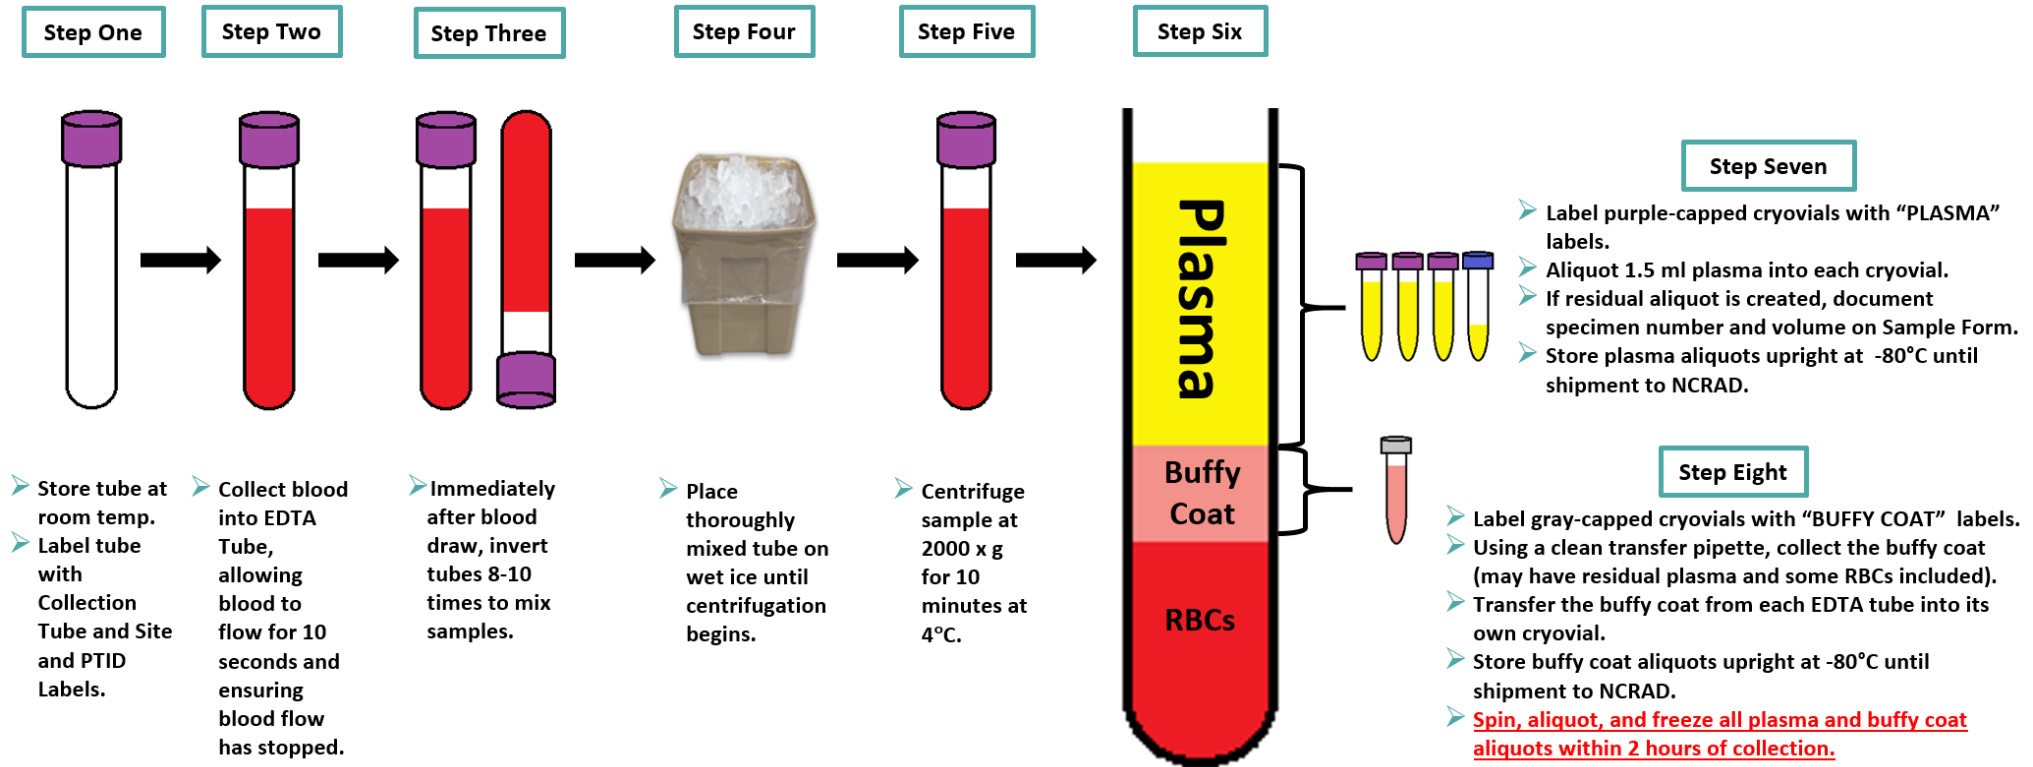 Step One
Store tube at
room temp.
Label tube
with
Collection
Tube and Site
and PTID
Labels.
Step Two
Collect blood
into EDTA
Tube,
allowing
blood to
flow for 10
seconds and
ensuring
blood flow
has stopped.
Step Three
Immediately
after blood
draw, invert
tubes 8-10
times to mix
samples.
Step Four
Place
thoroughly
mixed tube on
wet ice until
centrifugation
begins.
Step Five
Centrifuge
sample at
2000 x g
for 10
minutes at
4°C.
Step Six
Plasma
Buffy
Coat
RBCs
Step Seven
Label purple-capped cryovials with “PLASMA”
labels.
Aliquot 1.5 ml plasma into each cryovial.
If residual aliquot is created, document
specimen number and volume on Sample Form.
Store plasma aliquots upright at -80°C until
shipment to NCRAD.
Step Eight
Label gray-capped cryovials with “BUFFY COAT” labels.
Using a clean transfer pipette, collect the buffy coat
(may have residual plasma and some RBCs included).
Transfer the buffy coat from each EDTA tube into its
own cryovial.
Store buffy coat aliquots upright at -80°C until
shipment to NCRAD.
Spin, aliquot, and freeze all plasma and buffy coat
aliquots within 2 hours of collection.